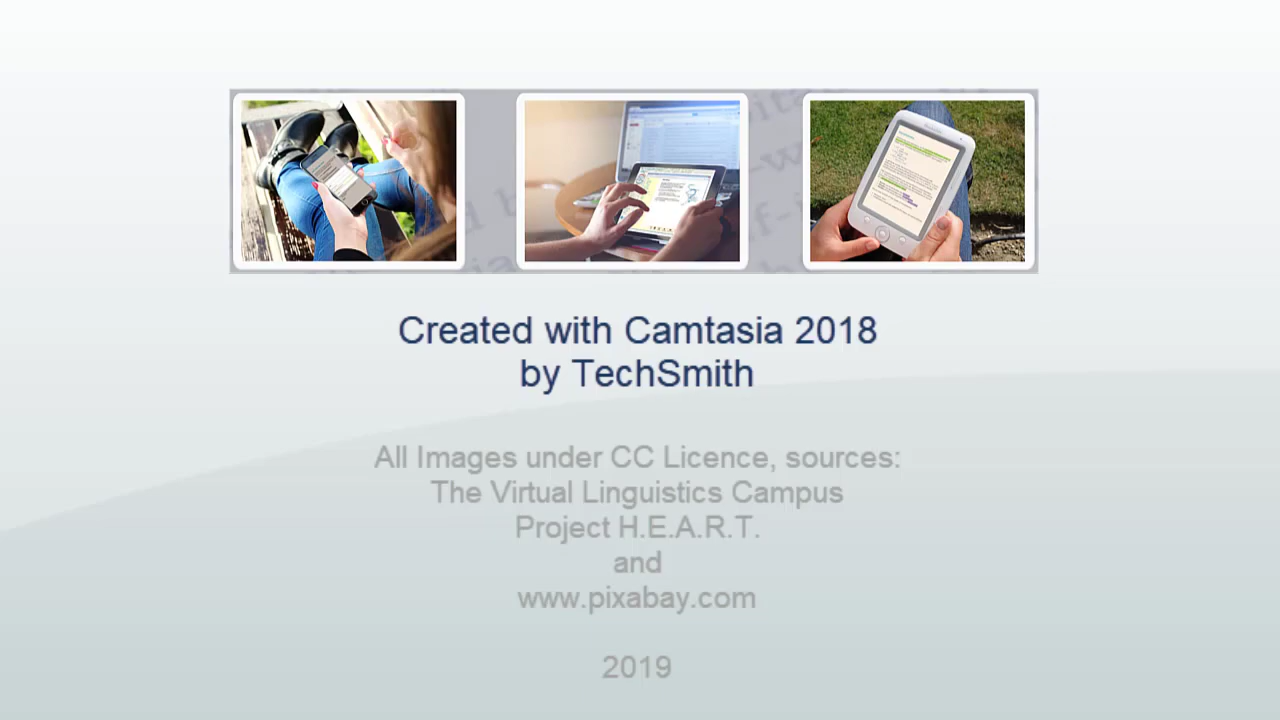 Created with Camtasia 2018
by TechSmith
All Images under CC Licence, sources:
The Virtual Linguistics Campus
Project H.E.A.R.T.
and
www.pixabay.com
2019